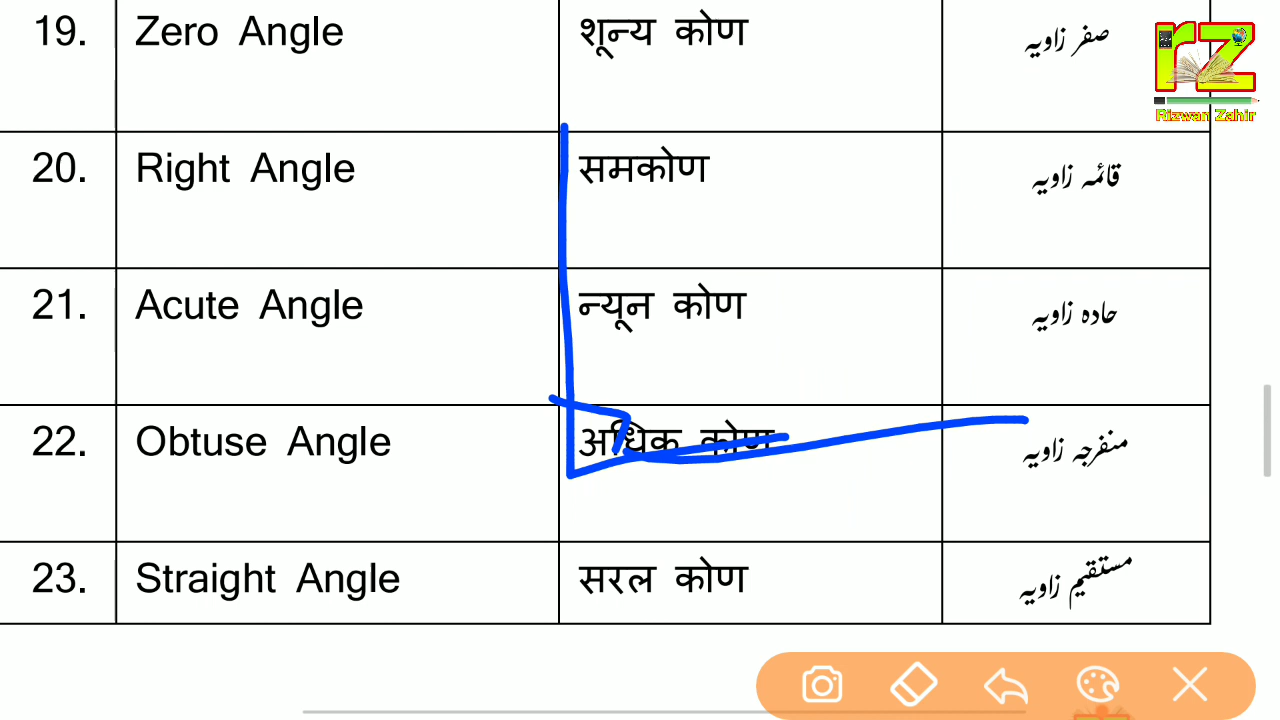 19. Zero Angle शून्य कोण صفر زاویہ
rz
Rizwan Zahir
20. Right Angle समकोण قائمہ زاویہ
21. Acute Angle न्यून कोण حادہ زاویہ
22. Obtuse Angle अधिक कोण منفرجہ زاویہ
23. Straight Angle सरल कोण مستقیم زاویہ